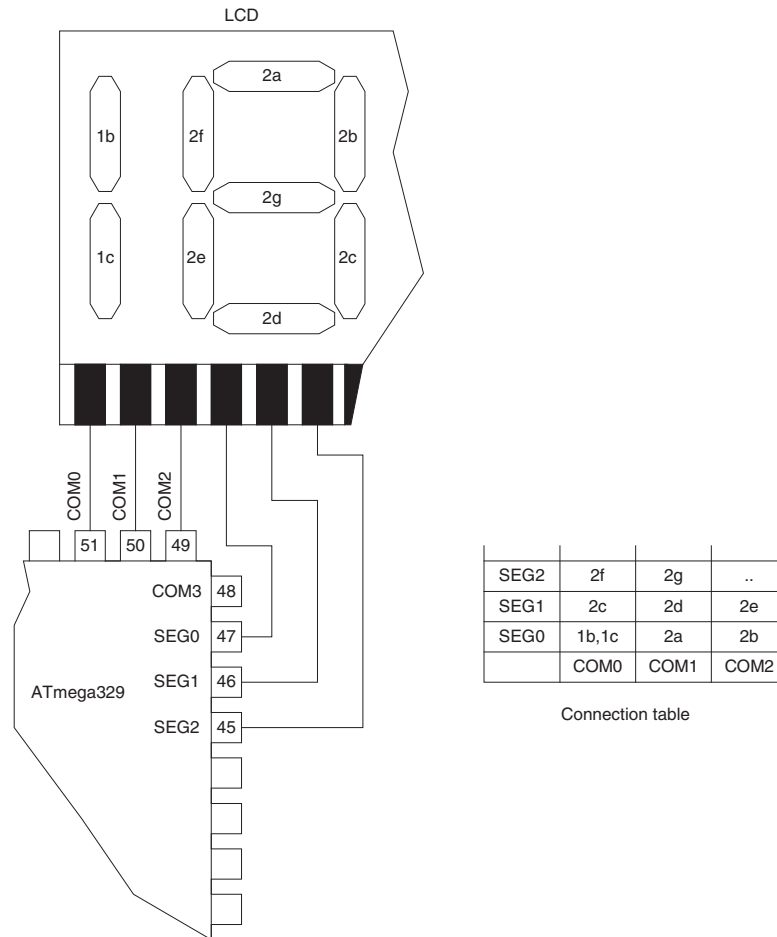 LCD
2a
1b 2f 2b
2g
1c 2e 2c
2d
COM0 COM1 COM2
51 50 49
COM3 48
SEG0 47
SEG1 46
ATmega329
SEG2 45
SEG2 2f 2g ..
SEG1 2c 2d 2e
SEG0 1b,1c 2a 2b
COM0 COM1 COM2
Connection table